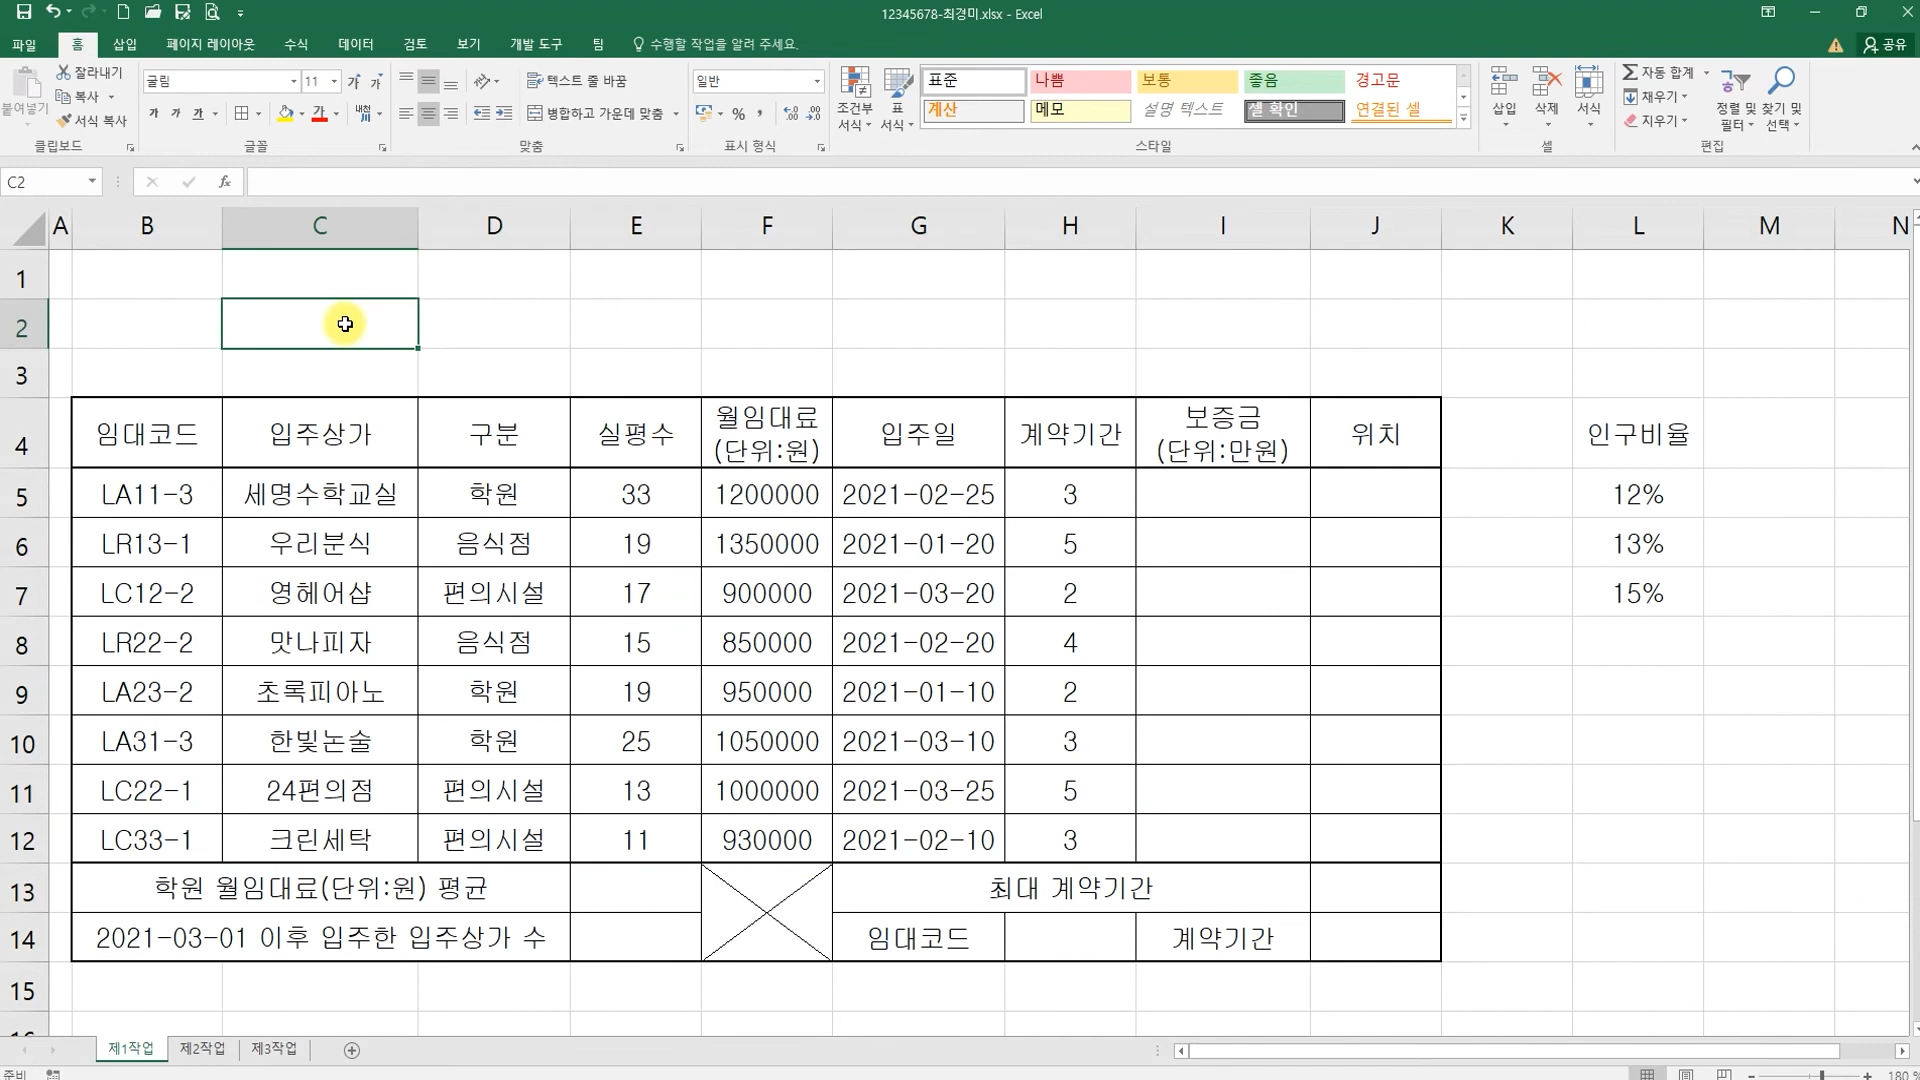 12345678-최경미.xlsx - Excel
파일 홈 삽입 페이지 레이아웃 수식 데이터 검토 보기 개발 도구 팀 수행할 작업을 알려 주세요. 공유
붙여넣기 잘라내기 복사 서식 복사 클립보드
굴림 11 가 가 가 가 가 가 내천 글꼴
텍스트 줄 바꿈 병합하고 가운데 맞춤 맞춤
일반 % , 표시 형식
조건부 서식 표 서식
표준 나쁨 보통 좋음 경고문
계산 메모 설명 텍스트 셀 확인 연결된 셀
스타일
삽입 삭제 서식 셀
자동 합계 채우기 지우기 정렬 및 필터 찾기 및 선택 편집
C2 fx
A B C D E F G H I J K L M N
1
2
3
4 임대코드 입주상가 구분 실평수 월임대료 (단위:원) 입주일 계약기간 보증금 (단위:만원) 위치 인구비율
5 LA11-3 세명수학교실 학원 33 1200000 2021-02-25 3 12%
6 LR13-1 우리분식 음식점 19 1350000 2021-01-20 5 13%
7 LC12-2 영헤어샵 편의시설 17 900000 2021-03-20 2 15%
8 LR22-2 맛나피자 음식점 15 850000 2021-02-20 4
9 LA23-2 초록피아노 학원 19 950000 2021-01-10 2
10 LA31-3 한빛논술 학원 25 1050000 2021-03-10 3
11 LC22-1 24편의점 편의시설 13 1000000 2021-03-25 5
12 LC33-1 크린세탁 편의시설 11 930000 2021-02-10 3
13 학원 월임대료(단위:원) 평균 최대 계약기간
14 2021-03-01 이후 입주한 입주상가 수 임대코드 계약기간
15
제1작업 제2작업 제3작업
준비 180 %